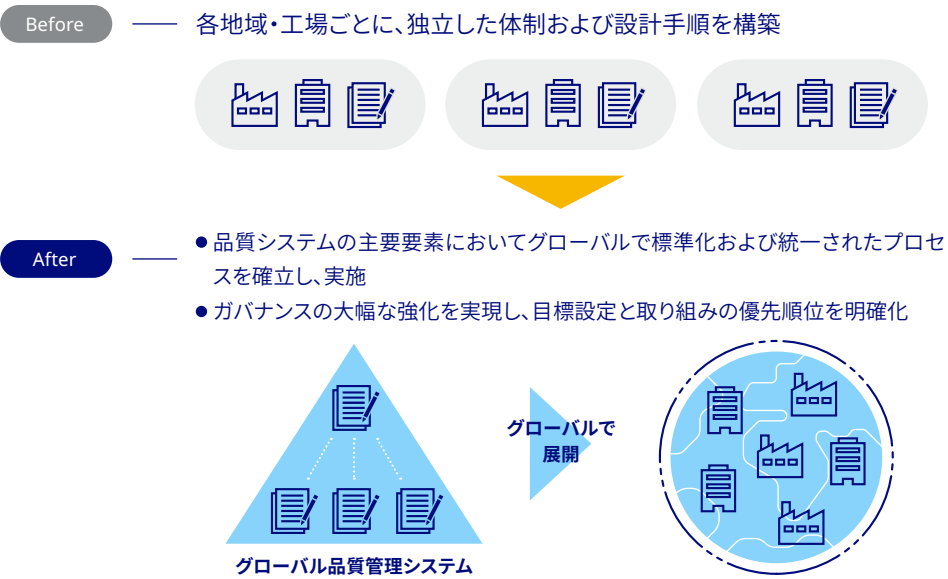 Before
各地域・工場ごとに、独立した体制および設計手順を構築
After
● 品質システムの主要要素においてグローバルで標準化および統一されたプロセ
スを確立し、実施
● ガバナンスの大幅な強化を実現し、目標設定と取り組みの優先順位を明確化
グローバルで
展開
グローバル品質管理システム